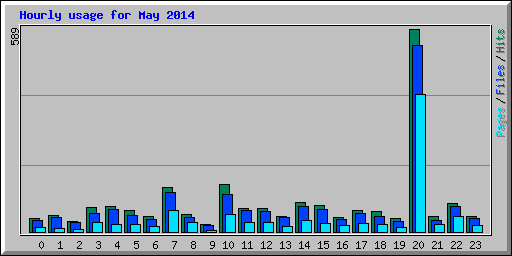 Hourly usage for May 2014
589
Pages / Files / Hits
0 1 2 3 4 5 6 7 8 9 10 11 12 13 14 15 16 17 18 19 20 21 22 23